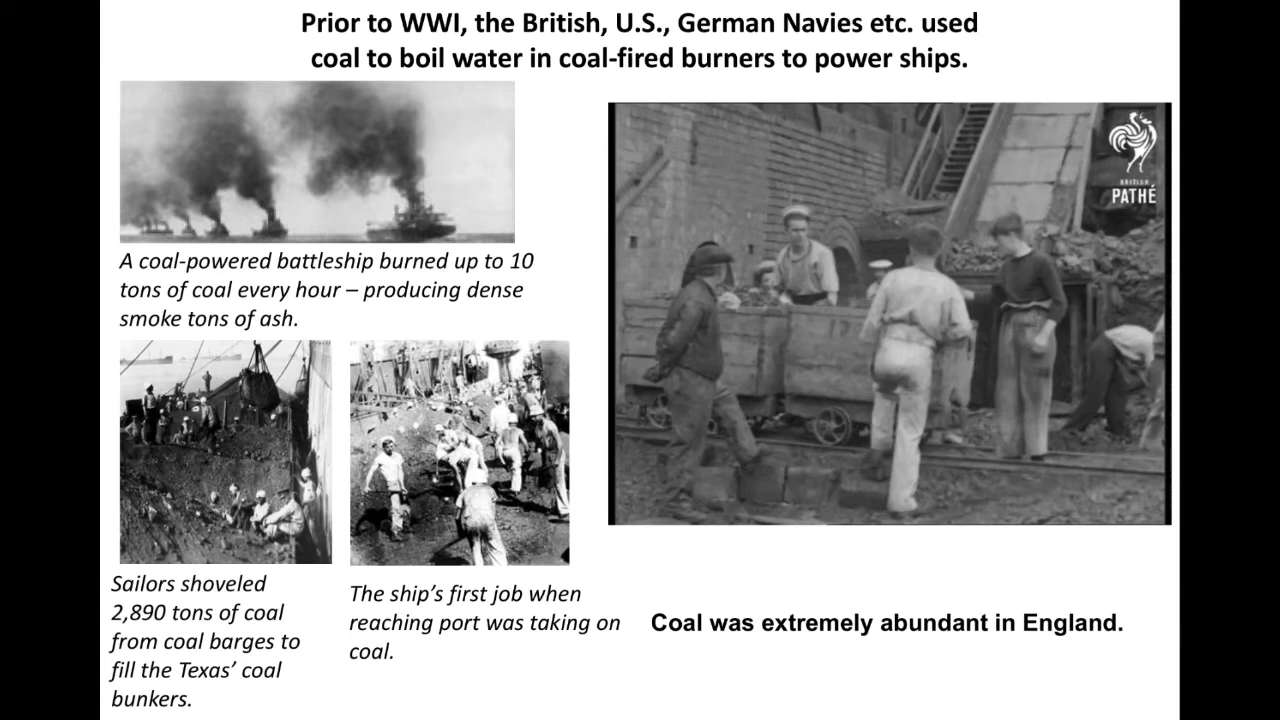 Prior to WWI, the British, U.S., German Navies etc. used
coal to boil water in coal-fired burners to power ships.
A coal-powered battleship burned up to 10
tons of coal every hour – producing dense
smoke tons of ash.
BRITISH
PATHÉ
Sailors shoveled
2,890 tons of coal
from coal barges to
fill the Texas’ coal
bunkers.
The ship’s first job when
reaching port was taking on
coal.
Coal was extremely abundant in England.